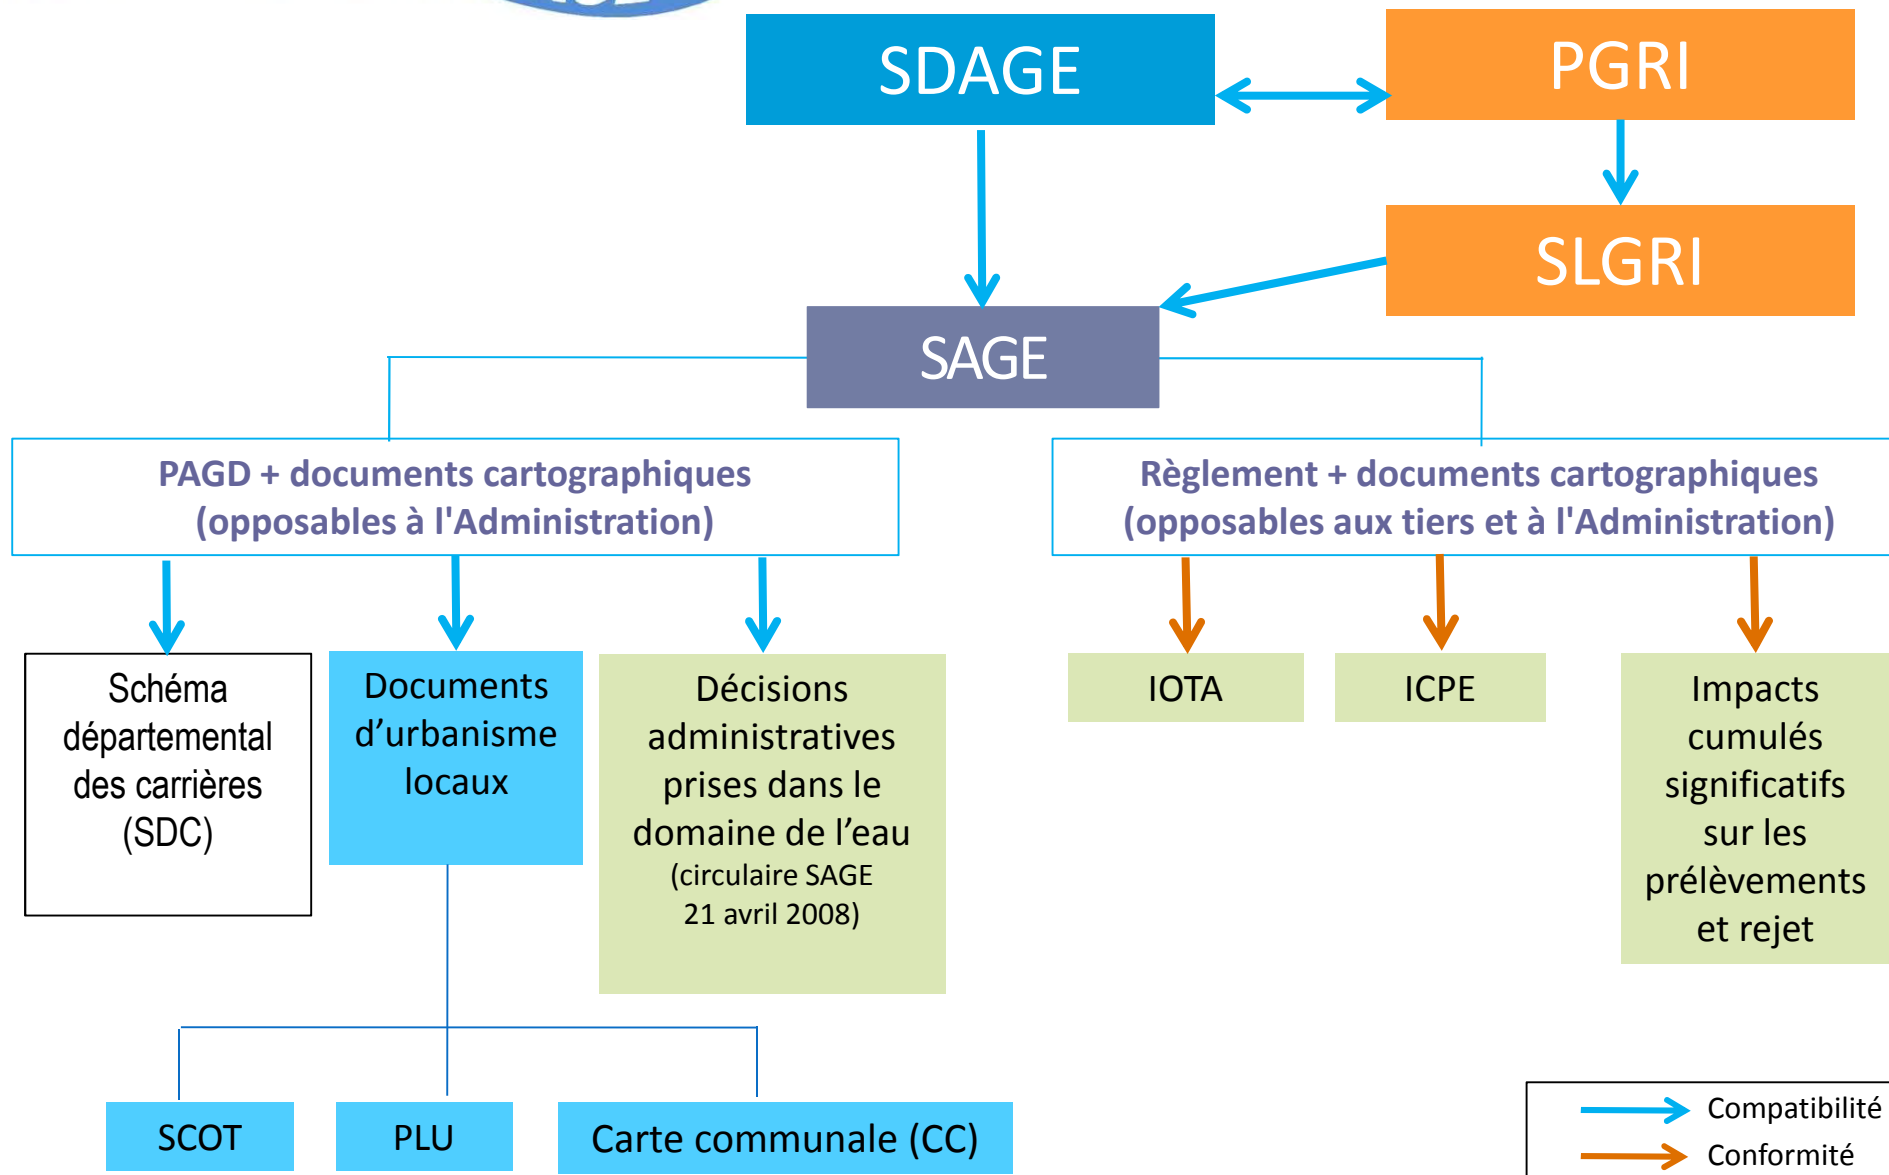 SDAGE
PGRI
SLGRI
SAGE
PAGD + documents cartographiques
(opposables à l'Administration)
Règlement + documents cartographiques
(opposables aux tiers et à l'Administration)
Schéma
départemental
des carrières
(SDC)
Documents
d’urbanisme
locaux
Décisions
administratives
prises dans le
domaine de l’eau
(circulaire SAGE
21 avril 2008)
IOTA
ICPE
Impacts
cumulés
significatifs
sur les
prélèvements
et rejet
SCOT
PLU
Carte communale (CC)
Compatibilité
Conformité